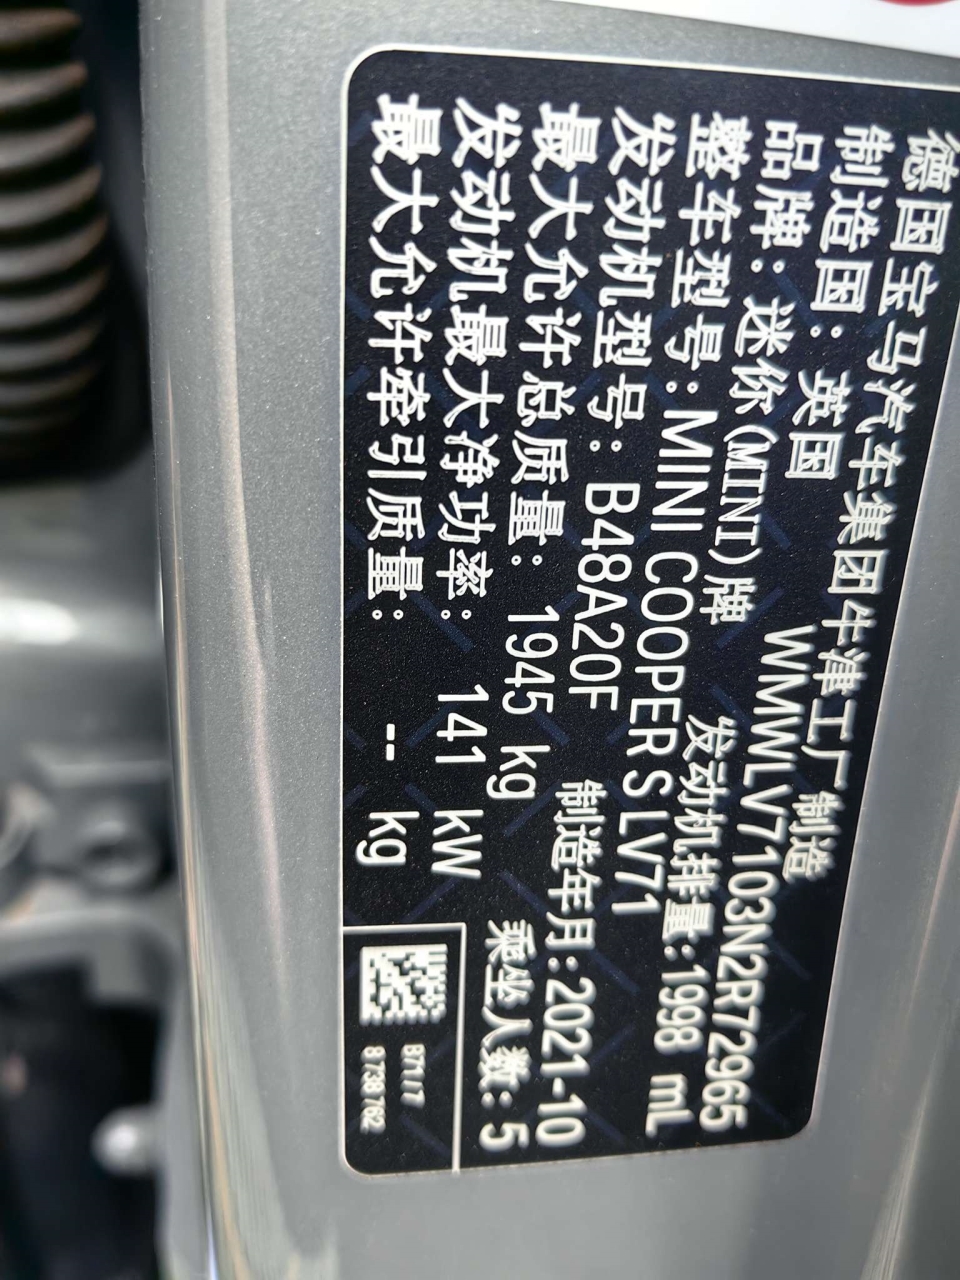 德国宝马汽车集团牛津工厂制造
制造国：英国 WMWLV7103N2R72965
品牌：迷你(MINI)牌 发动机排量：1998 mL
整车型号：MINI COOPER S LV71
发动机型号：B48A20F 制造年月：2021-10
最大允许总质量：1945 kg 乘坐人数：5
发动机最大净功率：141 kW
最大允许牵引质量：-- kg
8 738 762